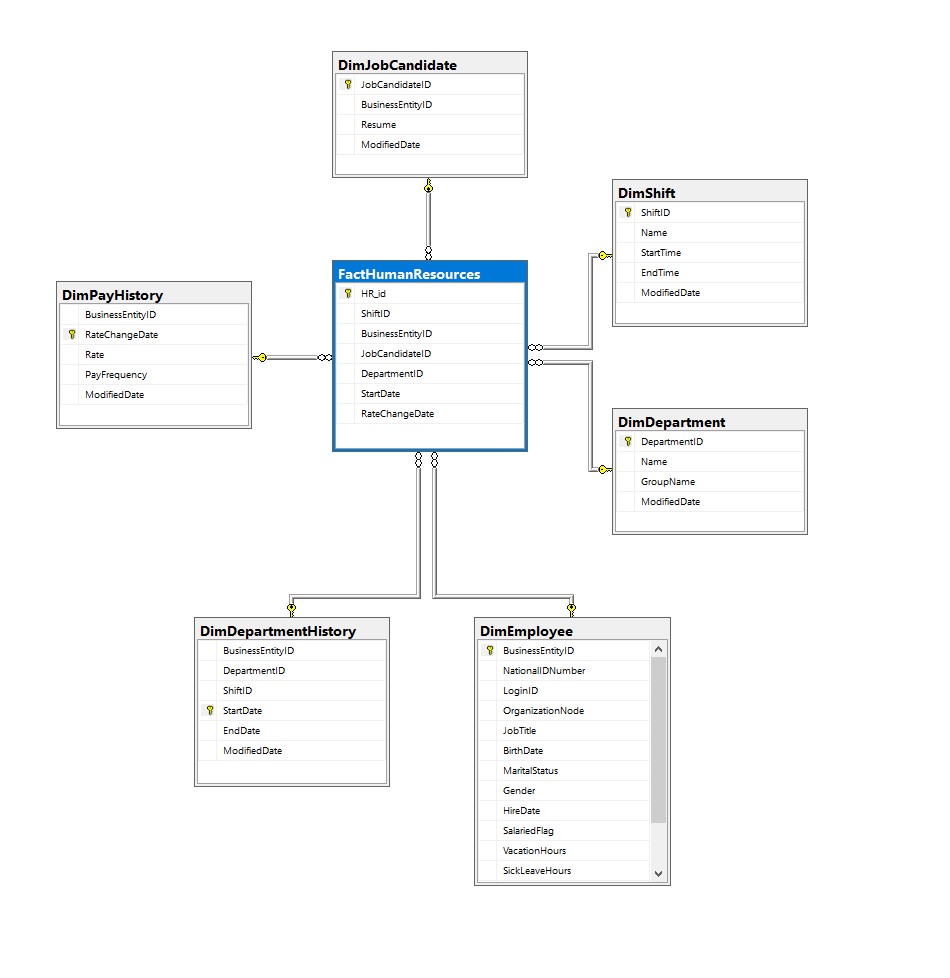 DimJobCandidate
JobCandidateID
BusinessEntityID
Resume
ModifiedDate
DimShift
ShiftID
Name
StartTime
EndTime
ModifiedDate
FactHumanResources
HR_id
ShiftID
BusinessEntityID
JobCandidateID
DepartmentID
StartDate
RateChangeDate
DimPayHistory
BusinessEntityID
RateChangeDate
Rate
PayFrequency
ModifiedDate
DimDepartment
DepartmentID
Name
GroupName
ModifiedDate
DimDepartmentHistory
BusinessEntityID
DepartmentID
ShiftID
StartDate
EndDate
ModifiedDate
DimEmployee
BusinessEntityID
NationalIDNumber
LoginID
OrganizationNode
JobTitle
BirthDate
MaritalStatus
Gender
HireDate
SalariedFlag
VacationHours
SickLeaveHours